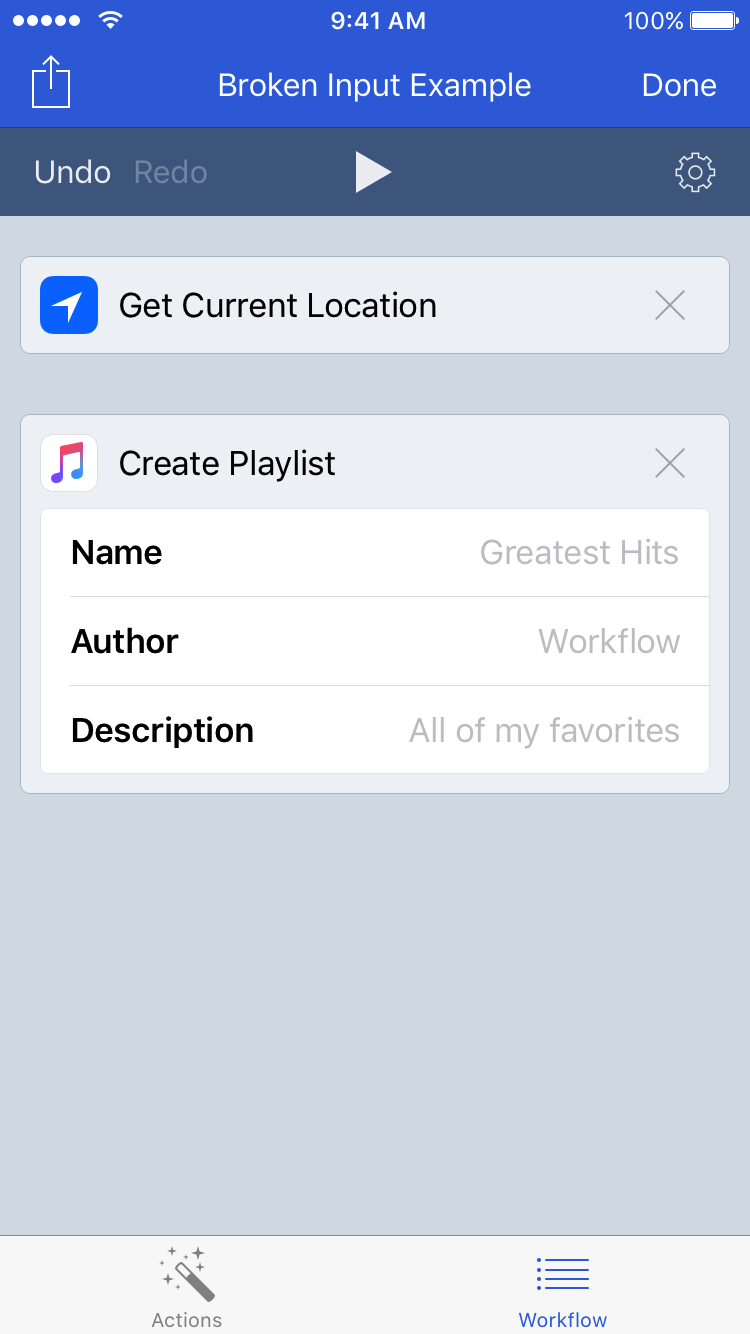 9:41 AM 100%
Broken Input Example Done
Undo Redo
Get Current Location
Create Playlist
Name Greatest Hits
Author Workflow
Description All of my favorites
Actions Workflow